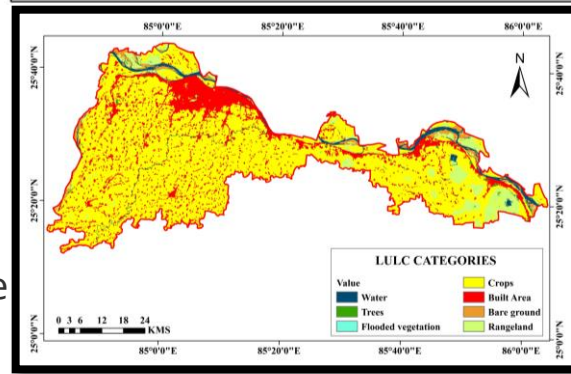 85°0'0"E 85°20'0"E 85°40'0"E 86°0'0"E
25°40'0"N 25°40'0"N
N
25°20'0"N 25°20'0"N
LULC CATEGORIES
Value
Water
Trees
Flooded vegetation
Crops
Built Area
Bare ground
Rangeland
0 3 6 12 18 24
KMS
25°0'0"N 25°0'0"N
85°0'0"E 85°20'0"E 85°40'0"E 86°0'0"E